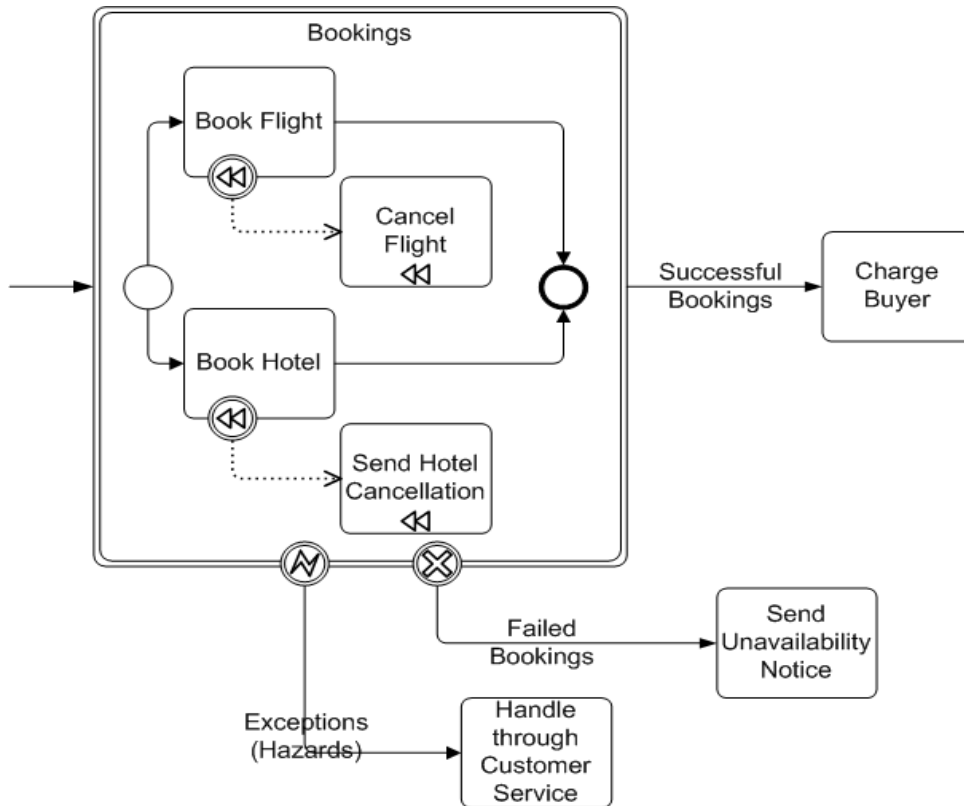 Bookings
Book Flight
Cancel
Flight
Book Hotel
Send Hotel
Cancellation
Successful
Bookings
Charge
Buyer
Failed
Bookings
Send
Unavailability
Notice
Exceptions
(Hazards)
Handle
through
Customer
Service